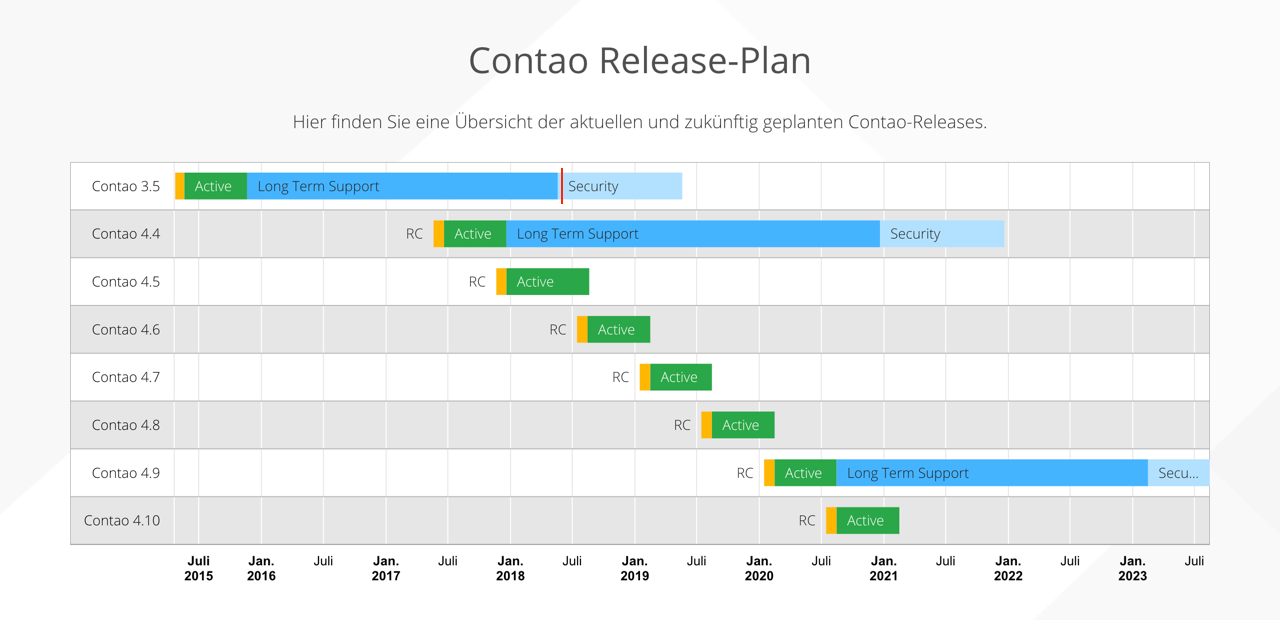 Contao Release-Plan
Hier finden Sie eine Übersicht der aktuellen und zukünftig geplanten Contao-Releases.
Contao 3.5 Active Long Term Support Security
Contao 4.4 RC Active Long Term Support Security
Contao 4.5 RC Active
Contao 4.6 RC Active
Contao 4.7 RC Active
Contao 4.8 RC Active
Contao 4.9 RC Active Long Term Support Secu...
Contao 4.10 RC Active
Juli Jan. Juli Jan. Juli Jan. Juli Jan. Juli Jan. Juli Jan. Juli Jan. Juli Jan. Juli
2015 2016 2017 2018 2019 2020 2021 2022 2023